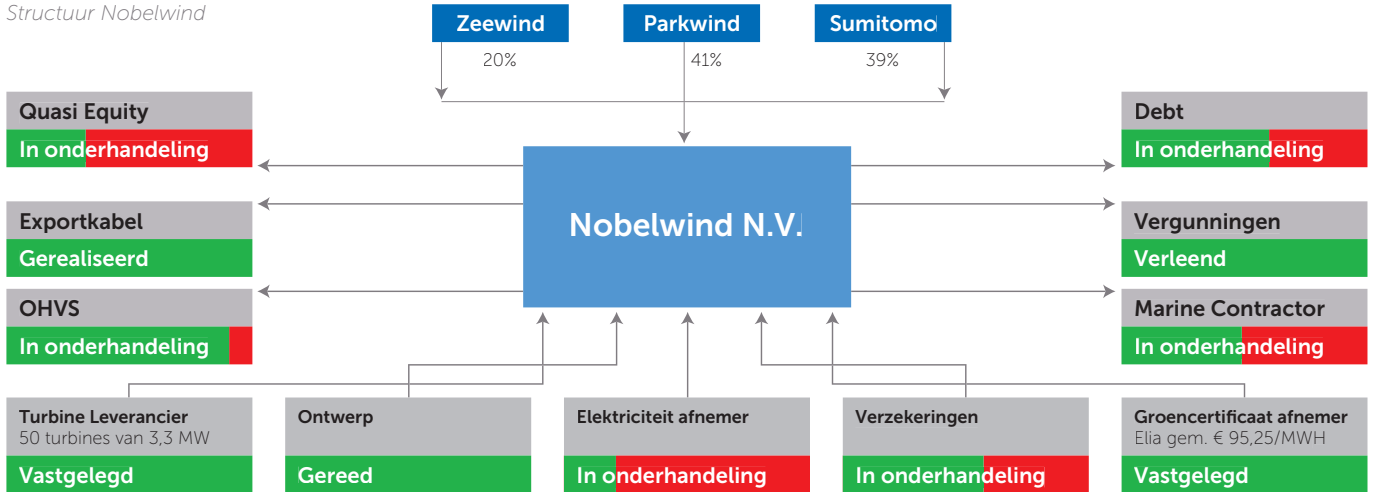 Structuur Nobelwind
Zeewind
Parkwind
Sumitomo
20%
41%
39%
Quasi Equity
In onderhandeling
Debt
In onderhandeling
Nobelwind N.V.
Exportkabel
Gerealiseerd
Vergunningen
Verleend
OHVS
In onderhandeling
Marine Contractor
In onderhandeling
Turbine Leverancier
50 turbines van 3,3 MW
Vastgelegd
Ontwerp
Gereed
Elektriciteit afnemer
In onderhandeling
Verzekeringen
In onderhandeling
Groencertificaat afnemer
Elia gem. € 95,25/MWH
Vastgelegd